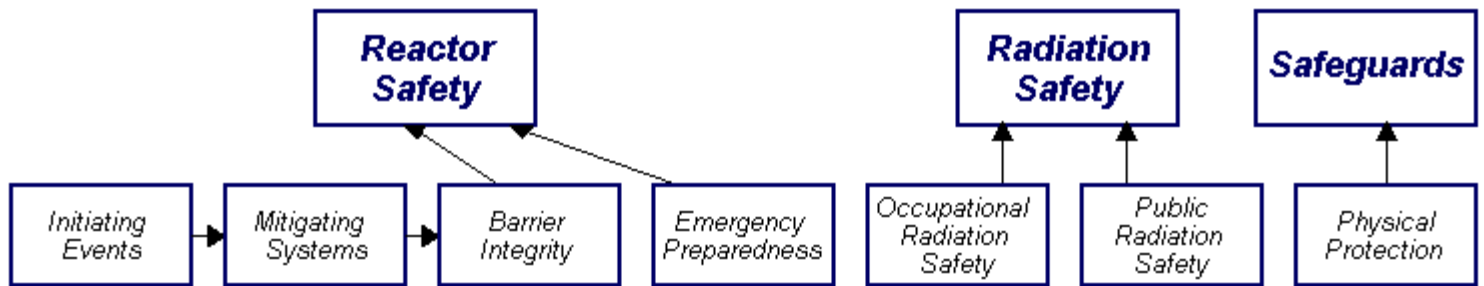 Reactor
Safety
Radiation
Safety
Safeguards
Initiating
Events
Mitigating
Systems
Barrier
Integrity
Emergency
Preparedness
Occupational
Radiation
Safety
Public
Radiation
Safety
Physical
Protection